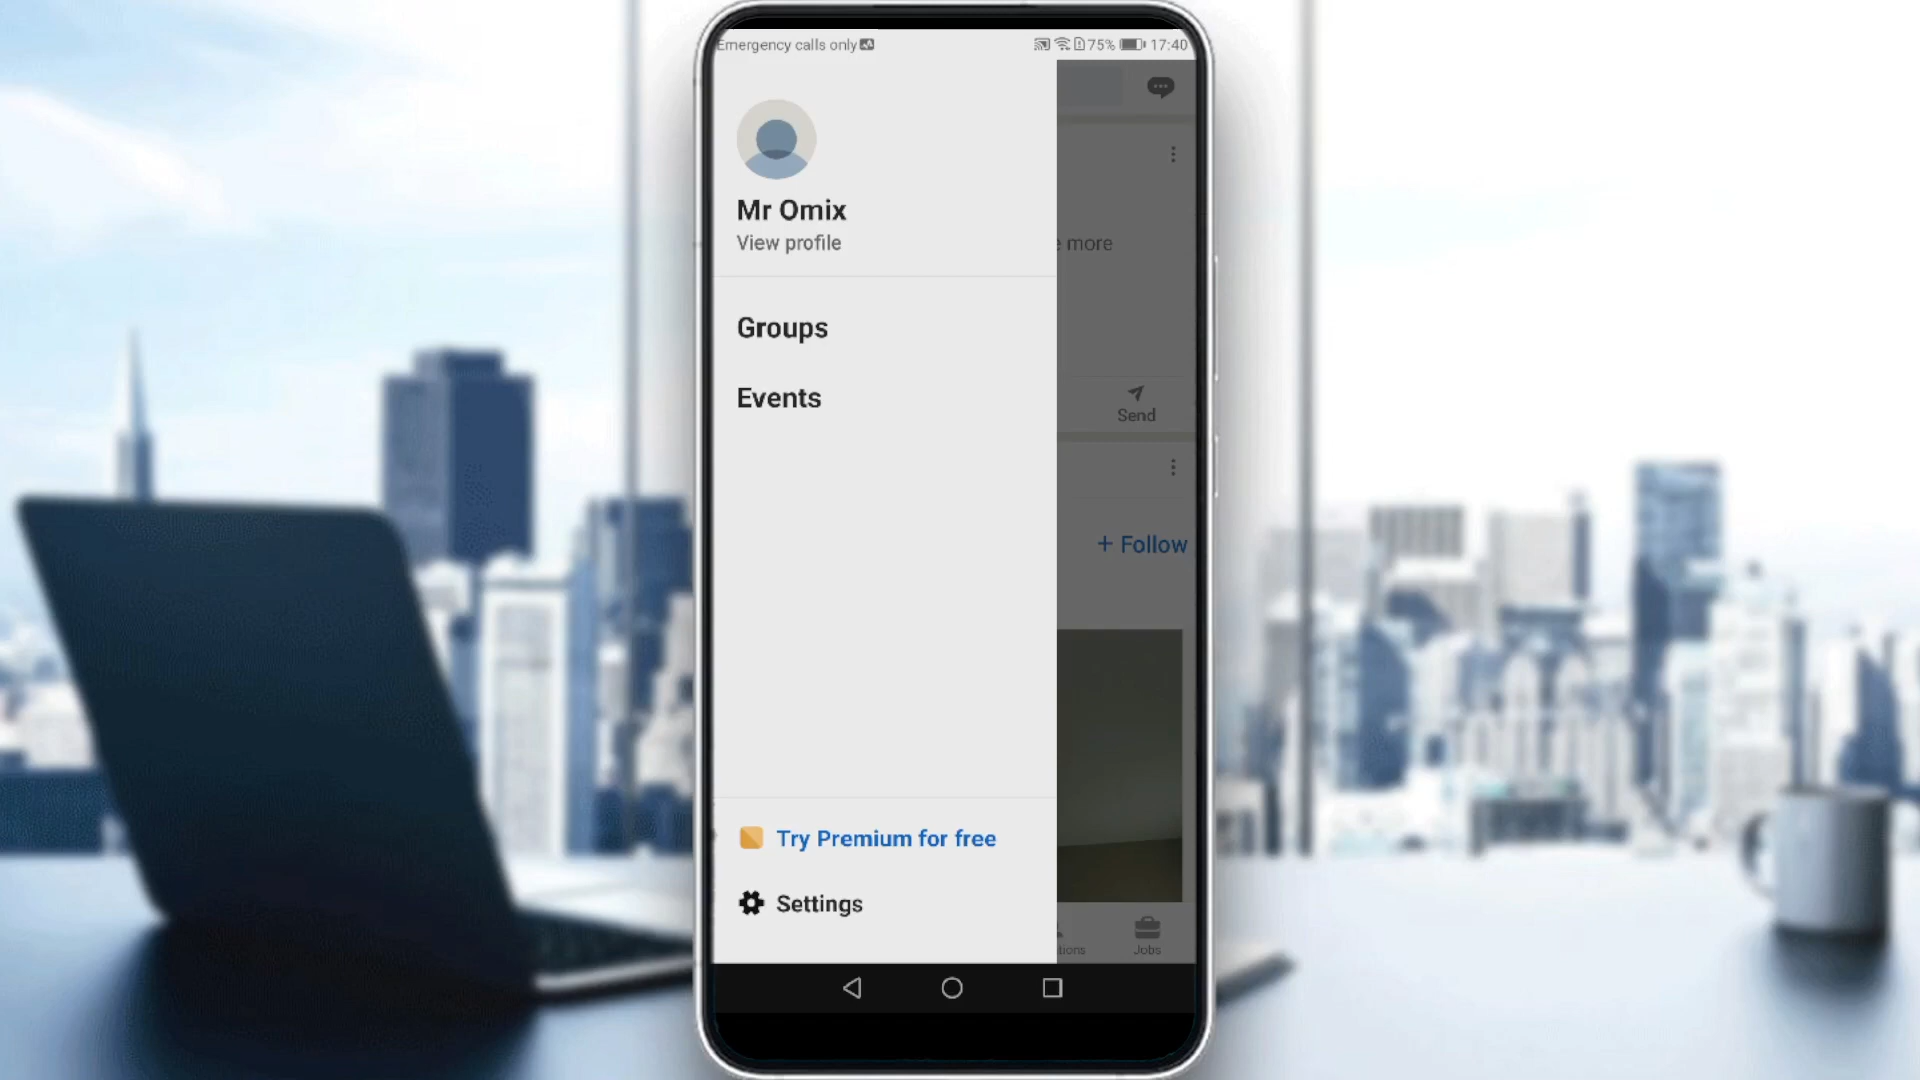 Emergency calls only
75% 17:40
Mr Omix
View profile
more
Groups
Events
Send
+ Follow
Try Premium for free
Settings
Jobs